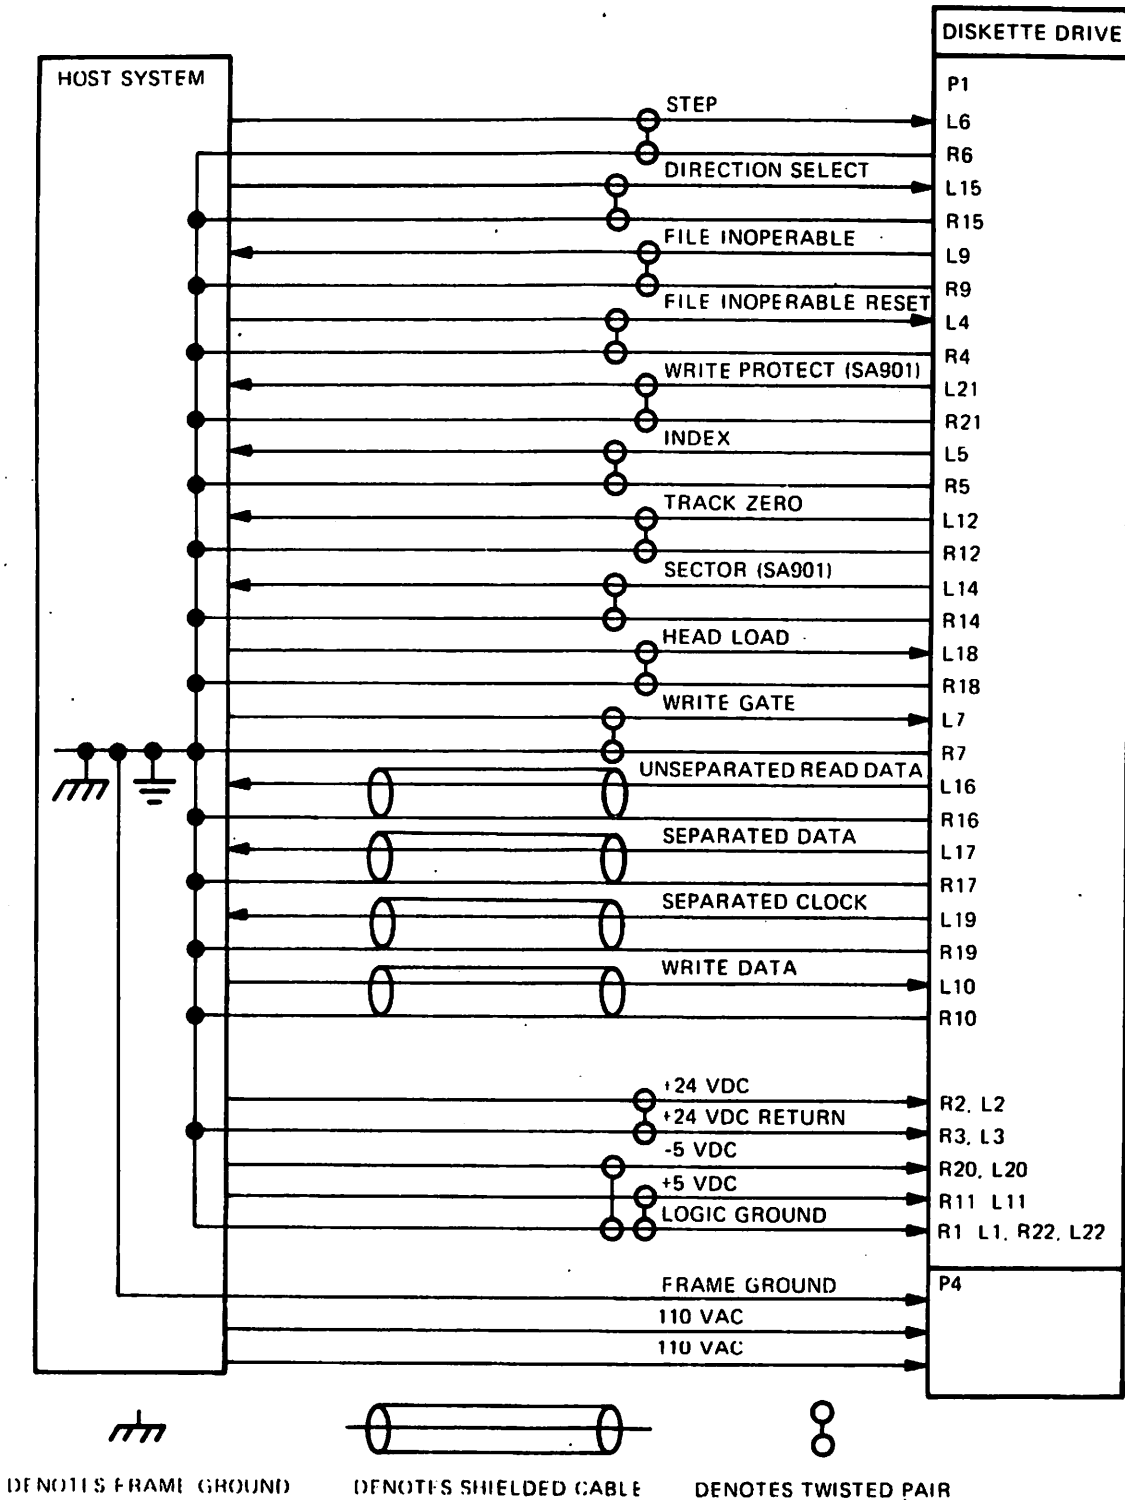 DISKETTE DRIVE
HOST SYSTEM
P1
STEP
L6
R6
DIRECTION SELECT
L15
R15
FILE INOPERABLE
L9
R9
FILE INOPERABLE RESET
L4
R4
WRITE PROTECT (SA901)
L21
R21
INDEX
L5
R5
TRACK ZERO
L12
R12
SECTOR (SA901)
L14
R14
HEAD LOAD
L18
R18
WRITE GATE
L7
R7
UNSEPARATED READ DATA
L16
R16
SEPARATED DATA
L17
R17
SEPARATED CLOCK
L19
R19
WRITE DATA
L10
R10
+24 VDC
R2, L2
+24 VDC RETURN
R3, L3
-5 VDC
R20, L20
+5 VDC
R11 L11
LOGIC GROUND
R1 L1, R22, L22
FRAME GROUND
P4
110 VAC
110 VAC
DENOTES FRAME GROUND
DENOTES SHIELDED CABLE
DENOTES TWISTED PAIR